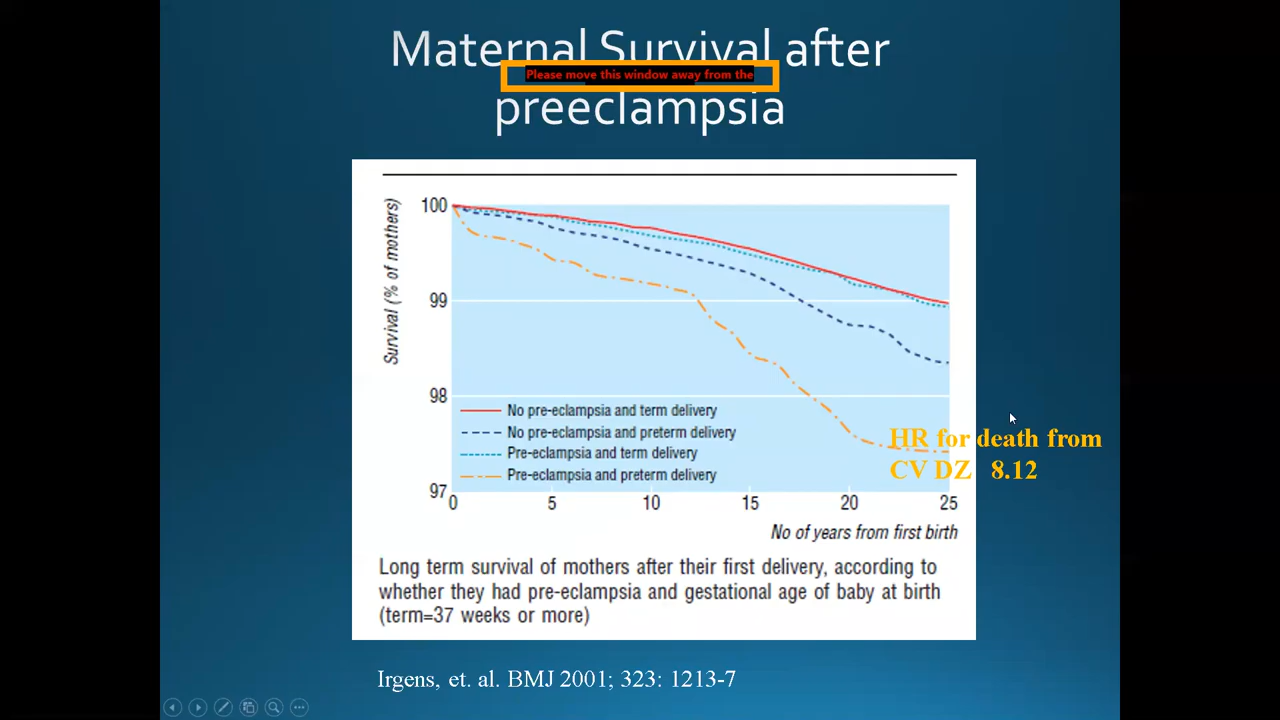 Maternal Survival after
Please move this window away from the
preeclampsia
Survival (% of mothers)
100
99
98
97
No pre-eclampsia and term delivery
No pre-eclampsia and preterm delivery
Pre-eclampsia and term delivery
Pre-eclampsia and preterm delivery
HR for death from
CV DZ 8.12
0 5 10 15 20 25
No of years from first birth
Long term survival of mothers after their first delivery, according to
whether they had pre-eclampsia and gestational age of baby at birth
(term=37 weeks or more)
Irgens, et. al. BMJ 2001; 323: 1213-7